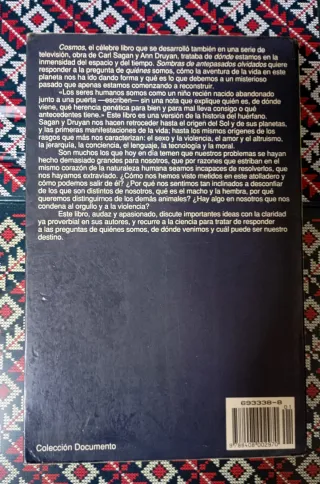 Cosmos, el célebre libro que se desarrolló también en una serie de
televisión, obra de Carl Sagan y Ann Druyan, trataba de dónde estamos en la
inmensidad del espacio y del tiempo. Sombras de antepasados olvidados quiere
responder a la pregunta de quiénes somos, cómo la aventura de la vida en este
planeta nos ha ido dando forma y qué es lo que debemos a un misterioso
pasado que apenas estamos comenzando a reconstruir.
«Los seres humanos somos como un niño recién nacido abandonado
junto a una puerta —escriben— sin una nota que explique quién es, de dónde
viene, qué herencia genética para bien y para mal lleva consigo o qué
antecedentes tiene.» Este libro es una versión de la historia del huérfano.
Sagan y Druyan nos hacen retroceder hasta el origen del Sol y de sus planetas,
y las primeras manifestaciones de la vida; hasta los mismos orígenes de los
rasgos que más nos caracterizan: el sexo y la violencia, el amor y el altruismo,
la jerarquía, la conciencia, el lenguaje, la tecnología y la moral.
Son muchos los que hoy en día temen que nuestros problemas se hayan
hecho demasiado grandes para nosotros, que por razones que estriban en el
mismo corazón de la naturaleza humana seamos incapaces de resolverlos, que
nos hayamos extraviado. ¿Cómo nos hemos visto metidos en este atolladero y
cómo podemos salir de él? ¿Por qué nos sentimos tan inclinados a desconfiar
de los que son distintos de nosotros, qué es el macho y la hembra, por qué
queremos distinguirnos de los demás animales? ¿Hay algo en nosotros que nos
condena al orgullo y a la violencia?
Este libro, audaz y apasionado, discute importantes ideas con la claridad
ya proverbial en sus autores, y recurre a la ciencia para tratar de responder
a las preguntas de quiénes somos, de dónde venimos y cuál puede ser nuestro
destino.
693338-8
9 788408 002970
Colección Documento